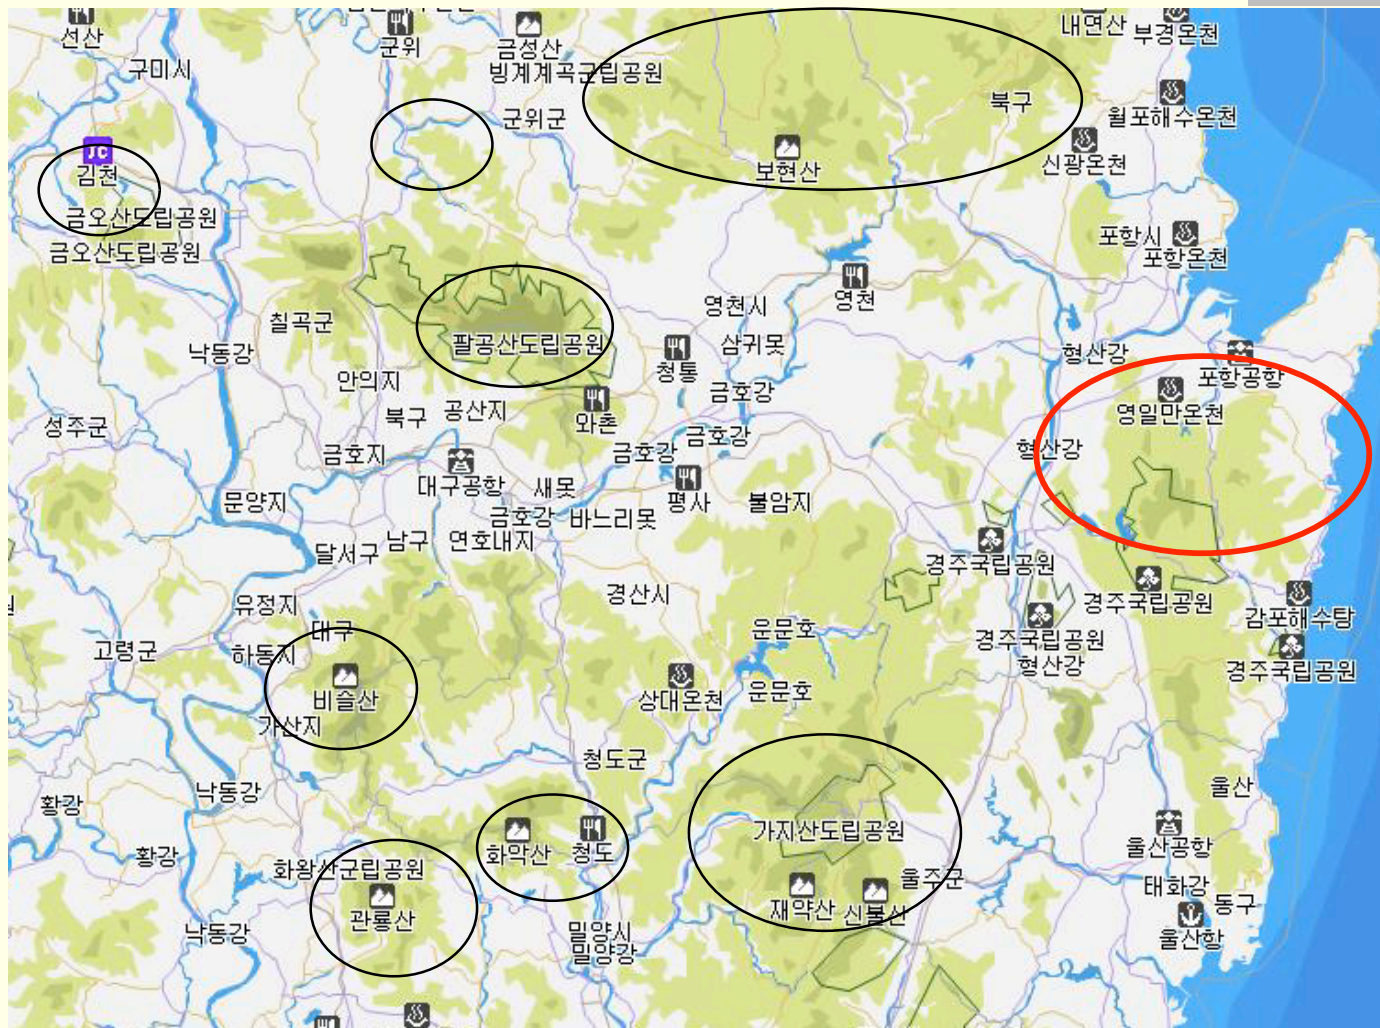 선산
군위
금성산
내연산
부경온천
구미시
빙계계곡군립공원
북구
군위군
월포해수온천
JC
김천
보현산
신광온천
금오산도립공원
금오산도립공원
포항시
포항온천
영천
영천시
칠곡군
낙동강
팔공산도립공원
삼귀못
청통
형산강
포항공항
안의지
금호강
영일만온천
북구
공산지
와촌
성주군
금호강
형산강
금호지
금호강
대구공항
새못
평사
불암지
문양지
금호강
바느리못
달서구
남구
연호내지
경주국립공원
경산시
유정지
경주국립공원
감포해수탕
대구
운문호
경주국립공원
고령군
하동지
형산강
경주국립공원
비슬산
상대온천
운문호
가산지
청도군
낙동강
울산
황강
가지산도립공원
화악산
청도
울산공항
황강
화왕산군립공원
울주군
태화강
관룡산
재약산
신불산
동구
낙동강
밀양시
밀양강
울산항